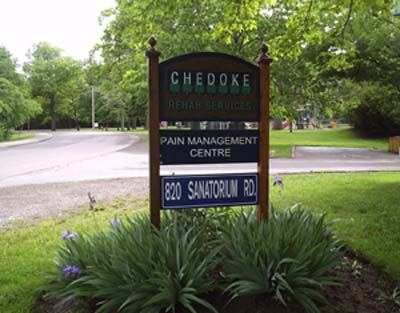 CHEDOKE
REHAB SERVICES
PAIN MANAGEMENT
CENTRE
820 SANATORIUM RD.